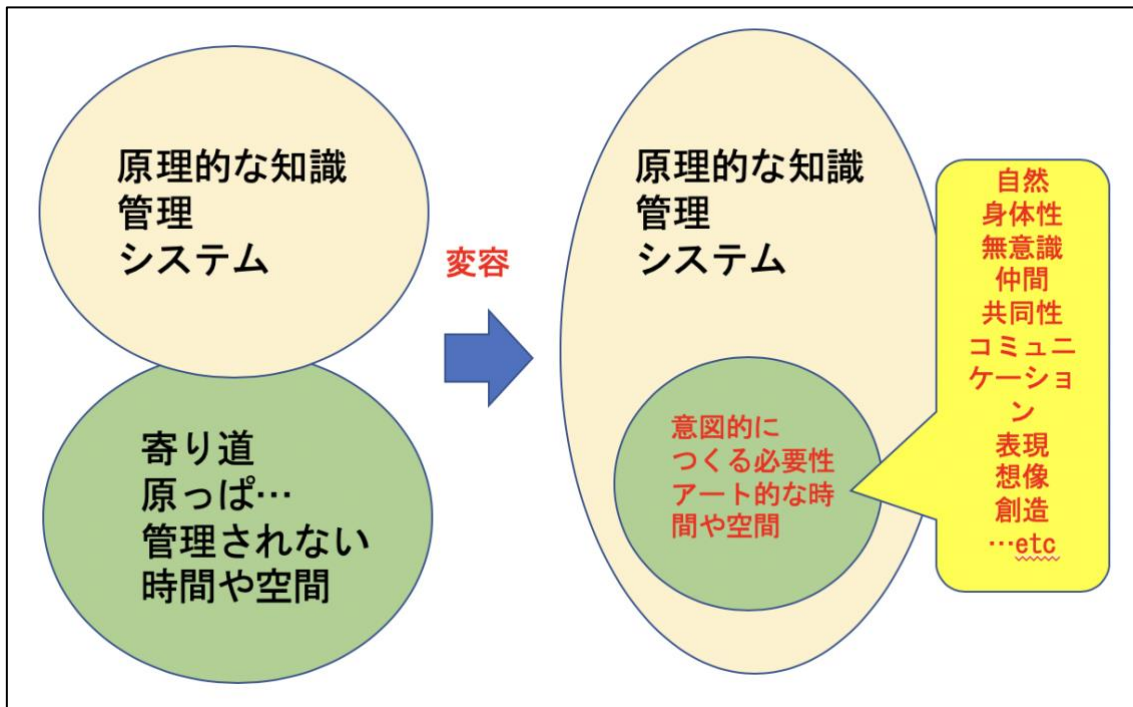 原理的な知識
管理
システム
寄り道
原っぱ…
管理されない
時間や空間
変容
原理的な知識
管理
システム
意図的に
つくる必要性
アート的な時
間や空間
自然
身体性
無意識
仲間
共同性
コミュニ
ケーショ
ン
表現
想像
創造
…etc